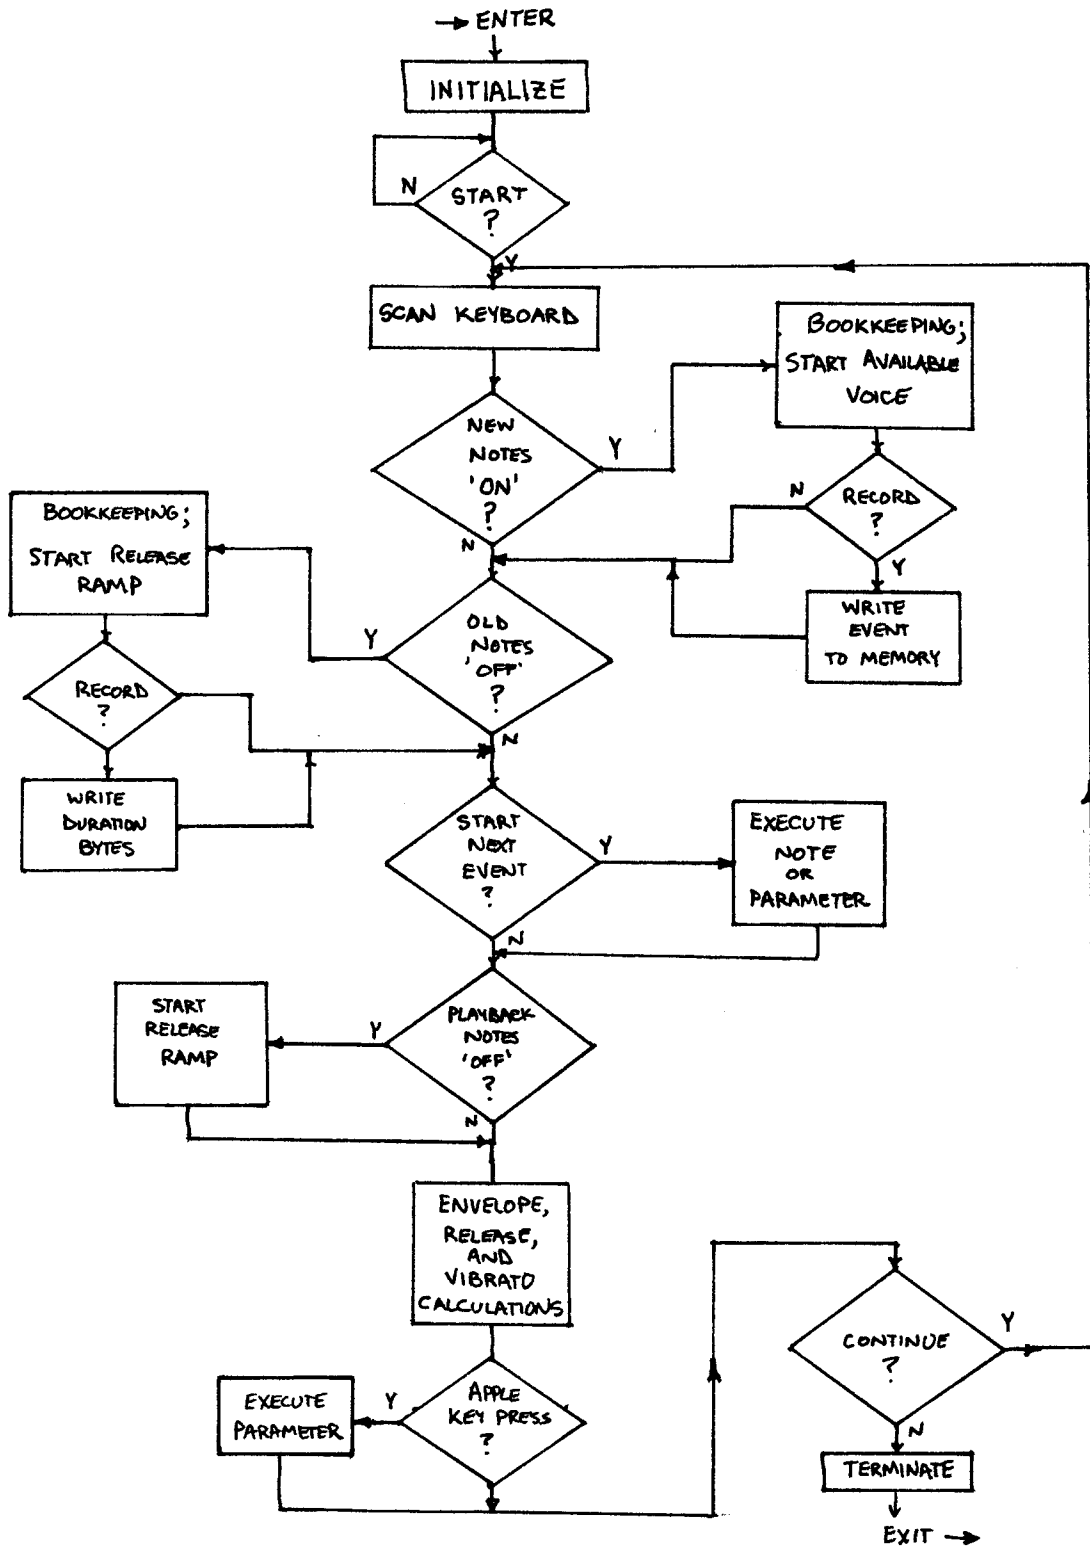 → ENTER
INITIALIZE
N
START
?
Y
SCAN KEYBOARD
BOOKKEEPING;
START AVAILABLE
VOICE
NEW
NOTES
'ON'
?
Y
N
N
RECORD
?
Y
WRITE
EVENT
TO MEMORY
BOOKKEEPING;
START RELEASE
RAMP
OLD
NOTES
'OFF'
?
Y
N
RECORD
?
WRITE
DURATION
BYTES
START
NEXT
EVENT
?
Y
N
EXECUTE
NOTE
OR
PARAMETER
PLAYBACK
NOTES
'OFF'
?
Y
N
START
RELEASE
RAMP
ENVELOPE,
RELEASE,
AND
VIBRATO
CALCULATIONS
APPLE
KEY PRESS
?
Y
EXECUTE
PARAMETER
CONTINUE
?
Y
N
TERMINATE
EXIT →